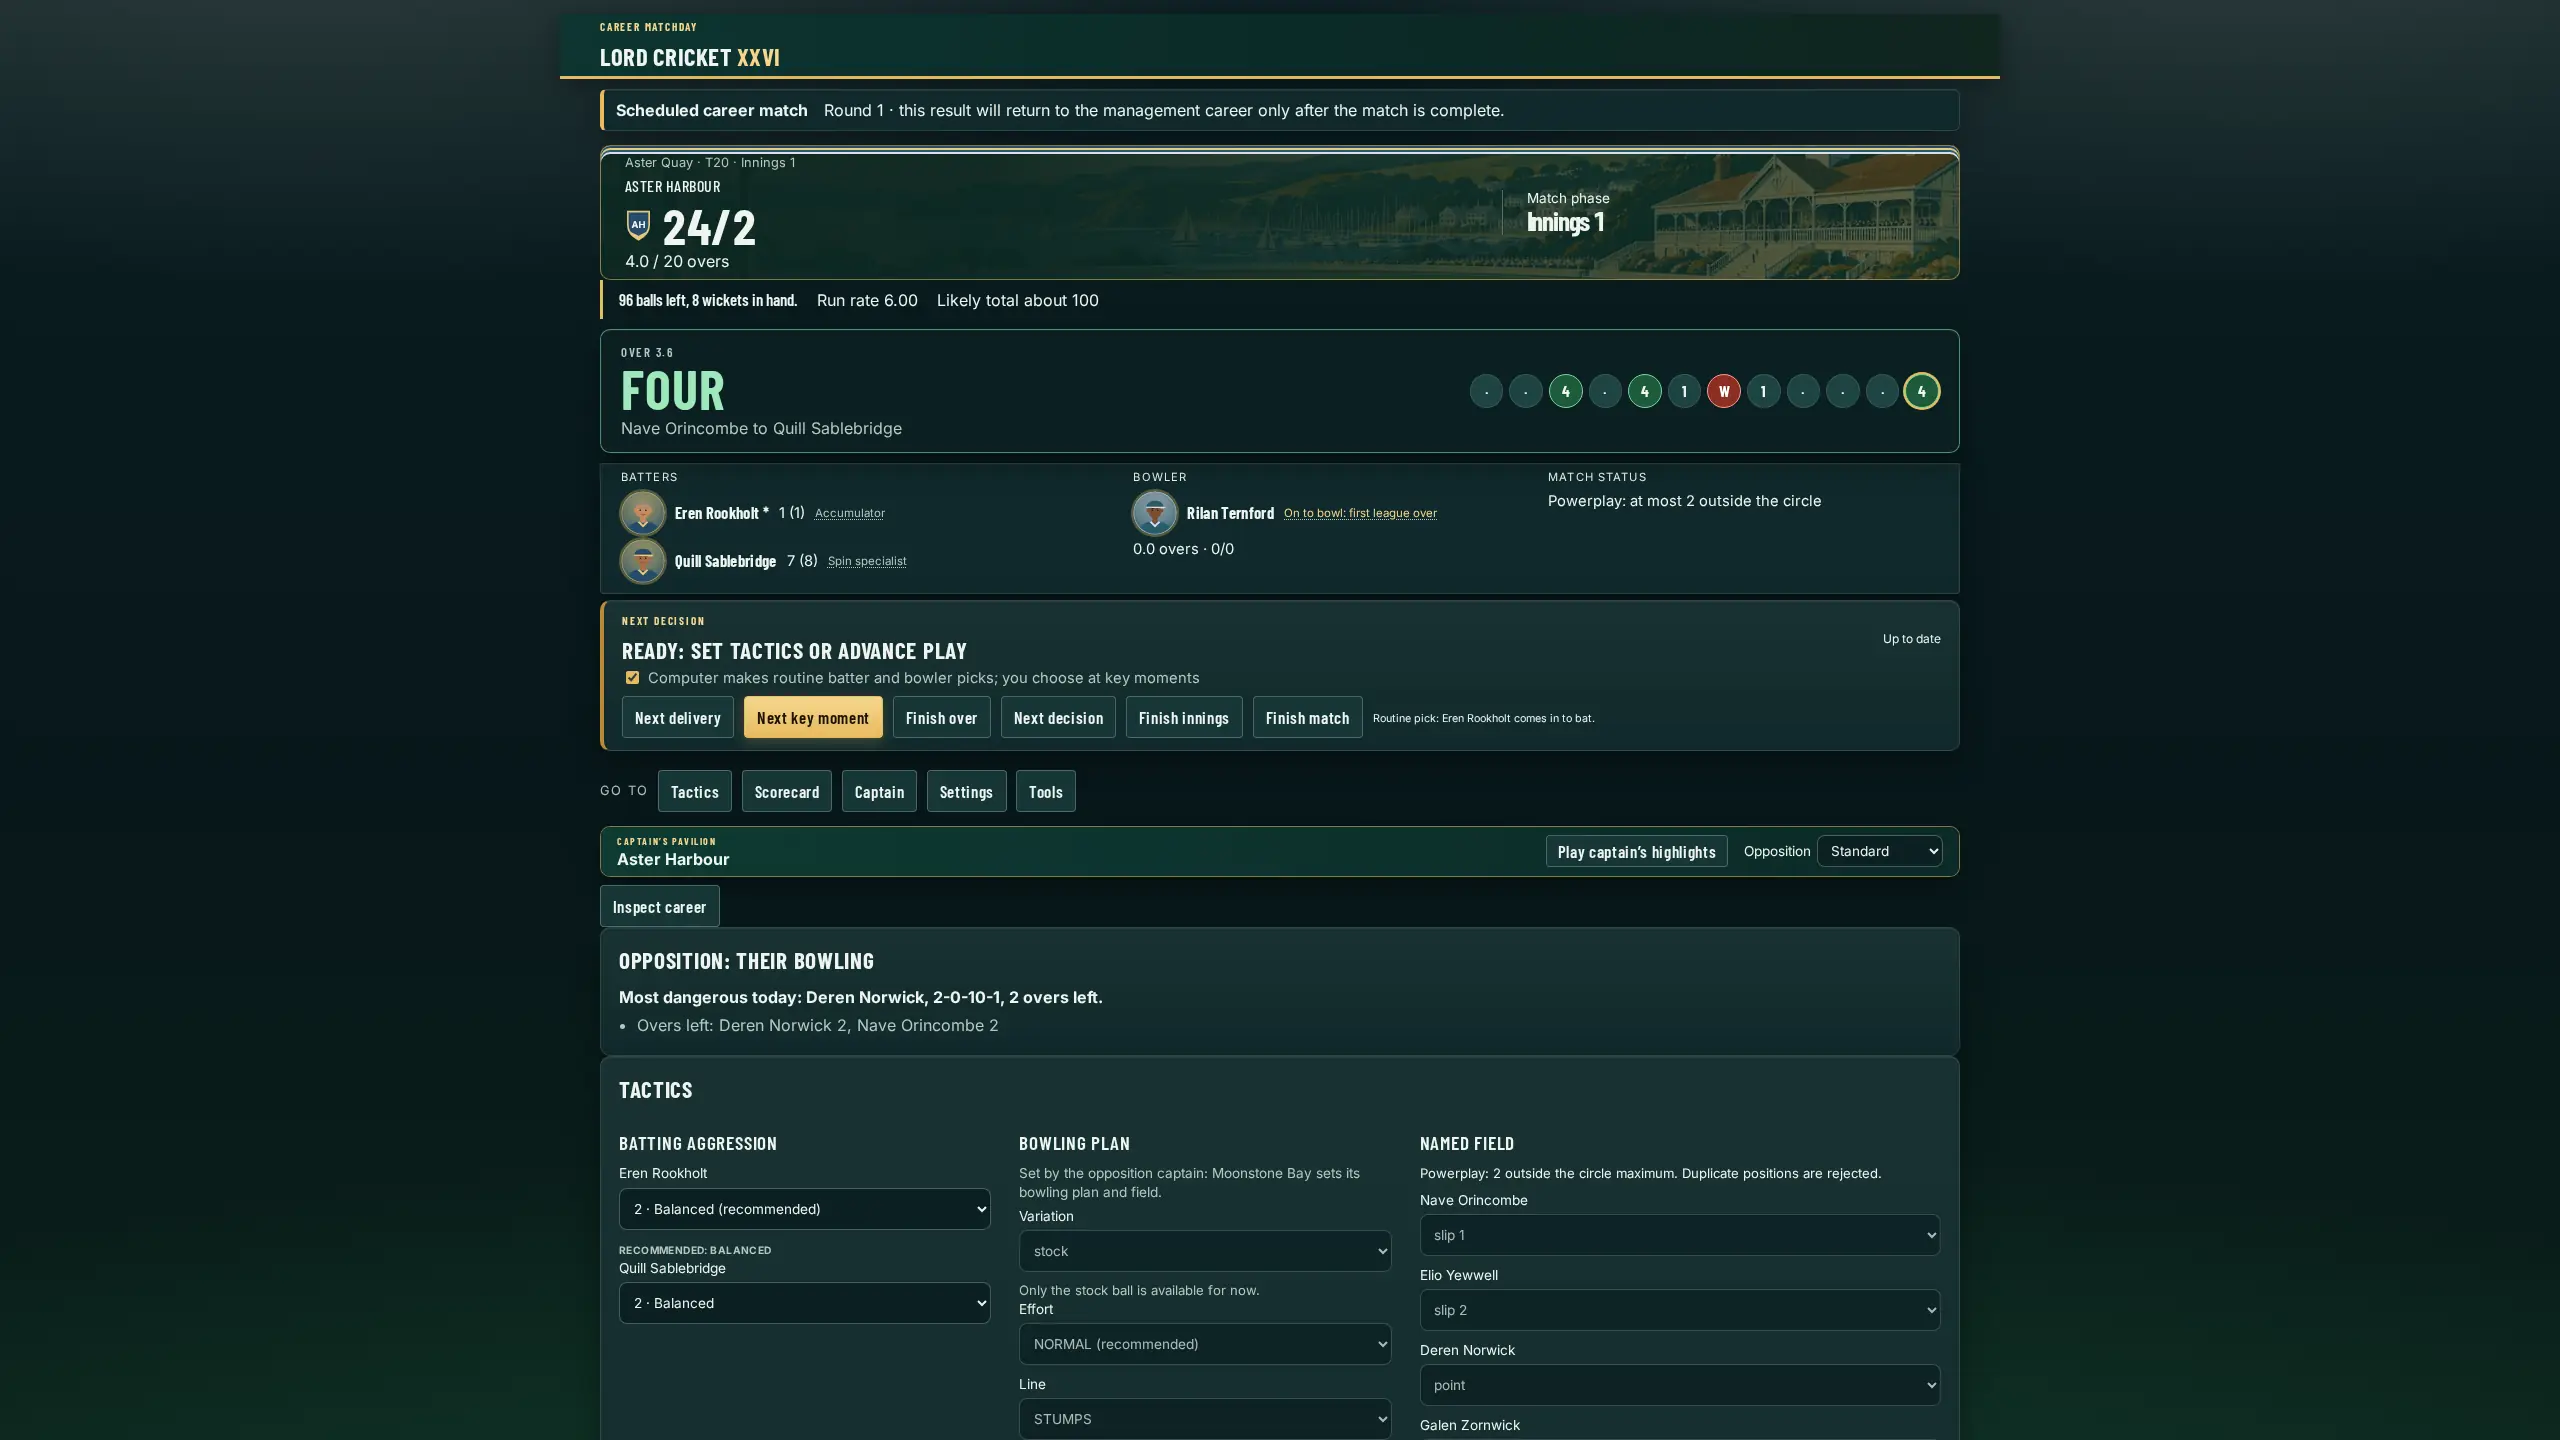 CAREER MATCHDAY
LORD CRICKET XXVI
Scheduled career match Round 1 · this result will return to the management career only after the match is complete.
Aster Quay · T20 · Innings 1
ASTER HARBOUR
AH 24/2
4.0 / 20 overs
Match phase
Innings 1
96 balls left, 8 wickets in hand. Run rate 6.00 Likely total about 100
OVER 3.6
FOUR
Nave Orincombe to Quill Sablebridge
· · 4 · 4 1 W 1 · · · 4
BATTERS
Eren Rookholt * 1 (1) Accumulator
Quill Sablebridge 7 (8) Spin specialist
BOWLER
Rilan Ternford On to bowl: first league over
0.0 overs · 0/0
MATCH STATUS
Powerplay: at most 2 outside the circle
NEXT DECISION
READY: SET TACTICS OR ADVANCE PLAY
Up to date
Computer makes routine batter and bowler picks; you choose at key moments
Next delivery Next key moment Finish over Next decision Finish innings Finish match Routine pick: Eren Rookholt comes in to bat.
GO TO Tactics Scorecard Captain Settings Tools
CAPTAIN'S PAVILION
Aster Harbour
Play captain's highlights Opposition Standard
Inspect career
OPPOSITION: THEIR BOWLING
Most dangerous today: Deren Norwick, 2-0-10-1, 2 overs left.
• Overs left: Deren Norwick 2, Nave Orincombe 2
TACTICS
BATTING AGGRESSION
Eren Rookholt
2 · Balanced (recommended)
RECOMMENDED: BALANCED
Quill Sablebridge
2 · Balanced
BOWLING PLAN
Set by the opposition captain: Moonstone Bay sets its
bowling plan and field.
Variation
stock
Only the stock ball is available for now.
Effort
NORMAL (recommended)
Line
STUMPS
NAMED FIELD
Powerplay: 2 outside the circle maximum. Duplicate positions are rejected.
Nave Orincombe
slip 1
Elio Yewwell
slip 2
Deren Norwick
point
Galen Zornwick